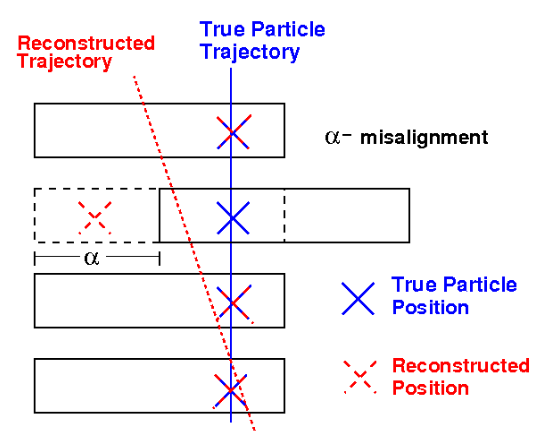 True Particle
Trajectory
Reconstructed
Trajectory
α- misalignment
α
True Particle
Position
Reconstructed
Position